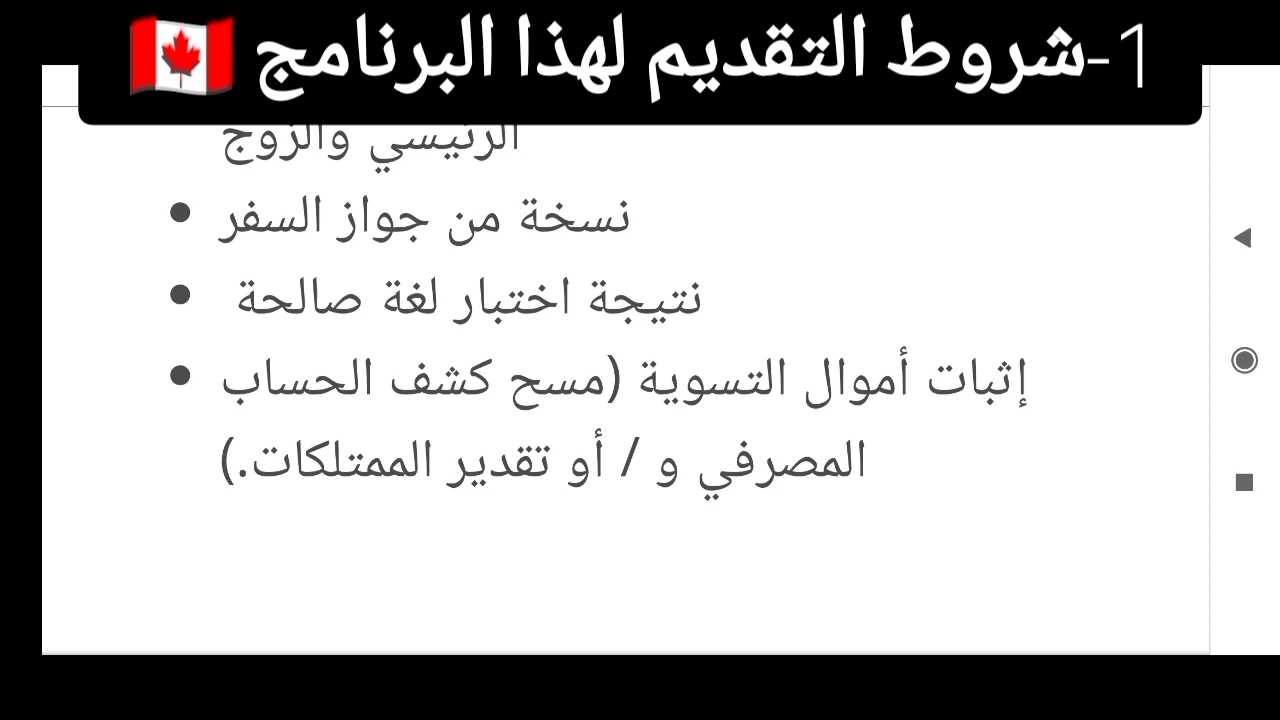 1-شروط التقديم لهذا البرنامج 🇨🇦
الرئيسي والزوج
• نسخة من جواز السفر
• نتيجة اختبار لغة صالحة
• إثبات أموال التسوية (مسح كشف الحساب
المصرفي و / أو تقدير الممتلكات.)